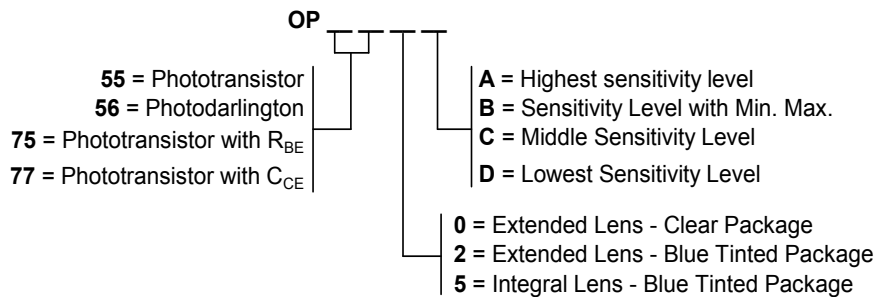 OP
55 = Phototransistor
56 = Photodarlington
75 = Phototransistor with RBE
77 = Phototransistor with CCE
A = Highest sensitivity level
B = Sensitivity Level with Min. Max.
C = Middle Sensitivity Level
D = Lowest Sensitivity Level
0 = Extended Lens - Clear Package
2 = Extended Lens - Blue Tinted Package
5 = Integral Lens - Blue Tinted Package